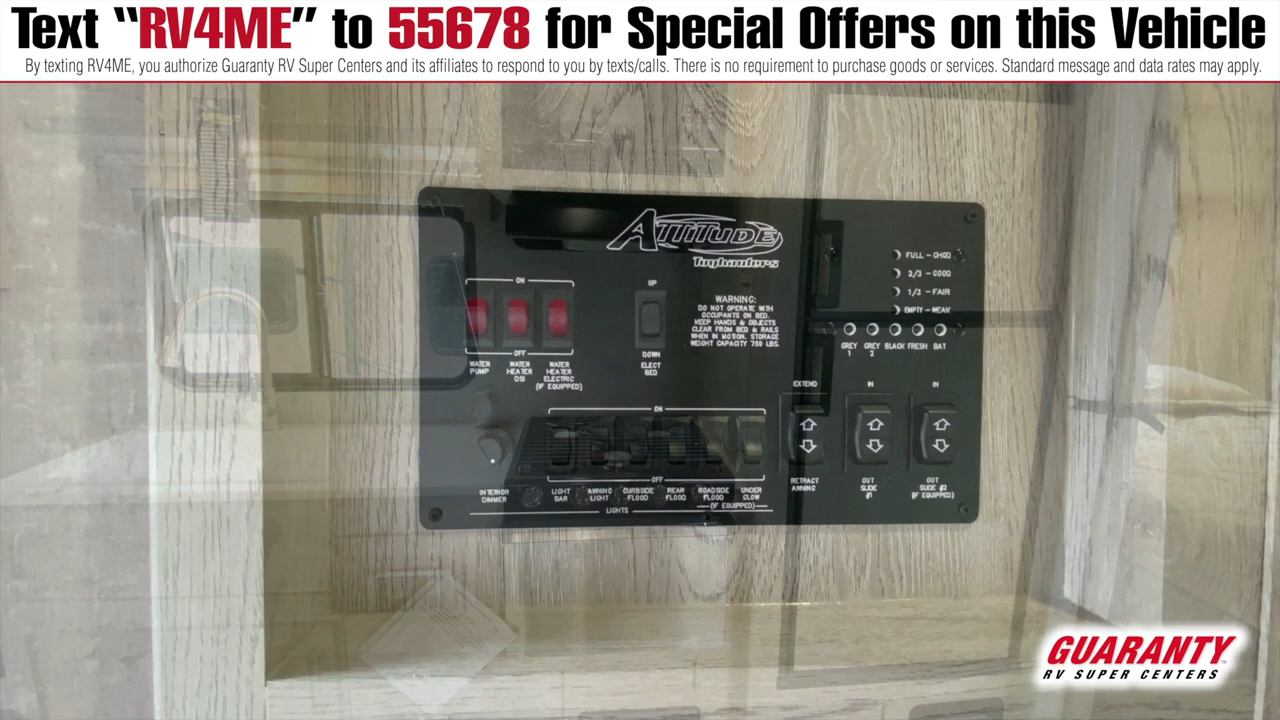 Text “RV4ME” to 55678 for Special Offers on this Vehicle
By texting RV4ME, you authorize Guaranty RV Super Centers and its affiliates to respond to you by texts/calls. There is no requirement to purchase goods or services. Standard message and data rates may apply.
ATTITUDE
Toyhaulers
ON
OFF
WATER
PUMP
WATER
HEATER
DSI
WATER
HEATER
ELECTRIC
(IF EQUIPPED)
UP
DOWN
ELECT
BED
WARNING:
DO NOT OPERATE WITH
OCCUPANTS ON BED.
KEEP HANDS & OBJECTS
CLEAR FROM BED & RAILS
WHEN IN MOTION. STORAGE
WEIGHT CAPACITY 750 LBS.
FULL - CHGD
2/3 - GOOD
1/3 - FAIR
EMPTY - WEAK
GREY
1
GREY
2
BLACK
FRESH
BAT
EXTEND
RETRACT
AWNING
IN
OUT
SLIDE
#1
IN
OUT
SLIDE #2
(IF EQUIPPED)
ON
OFF
INTERIOR
DIMMER
LIGHT
BAR
AWNING
LIGHT
CURBSIDE
FLOOD
REAR
FLOOD
ROADSIDE
FLOOD
UNDER
GLOW
(IF EQUIPPED)
LIGHTS
GUARANTY
RV SUPER CENTERS